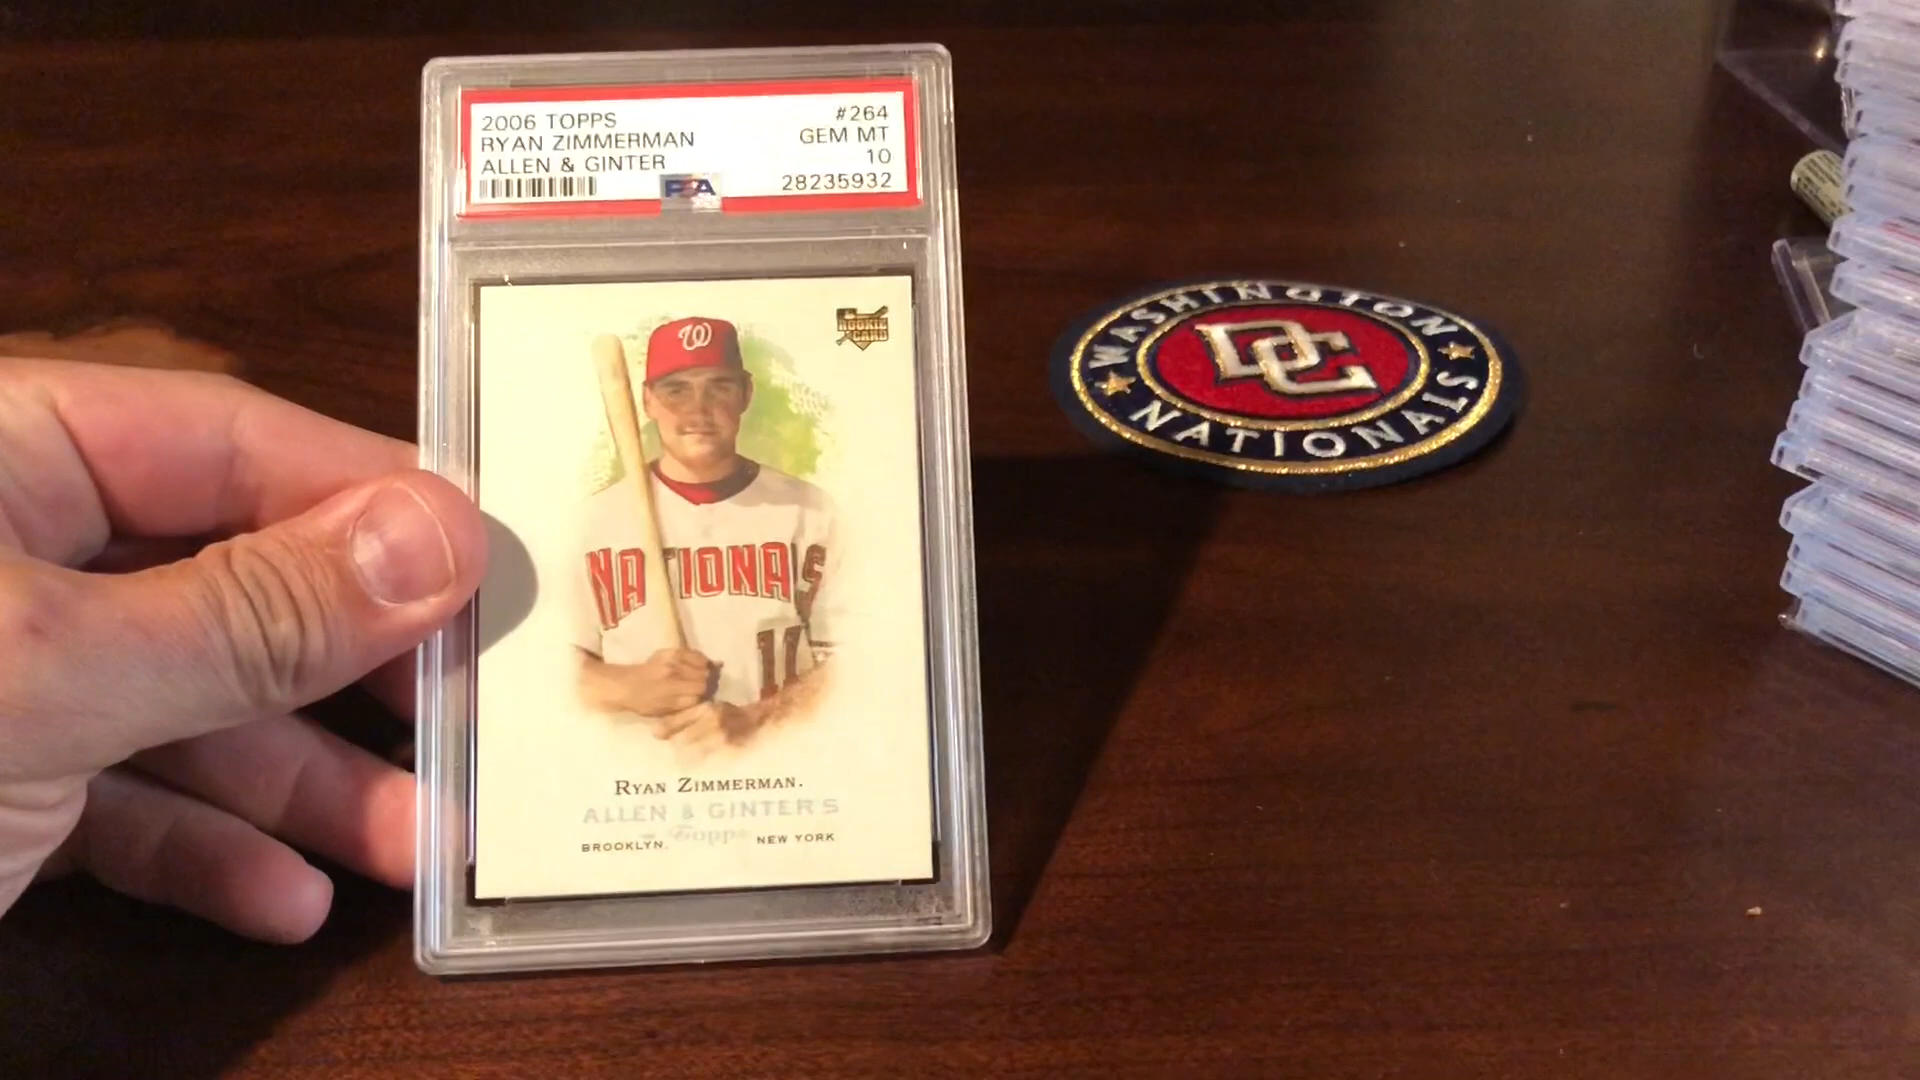 2006 TOPPS #264
RYAN ZIMMERMAN GEM MT
ALLEN & GINTER 10
PSA 28235932
ROOKIE
CARD
W
NATIONALS
11
RYAN ZIMMERMAN.
ALLEN & GINTER'S
Topps
BROOKLYN, NEW YORK
WASHINGTON
DC
NATIONALS